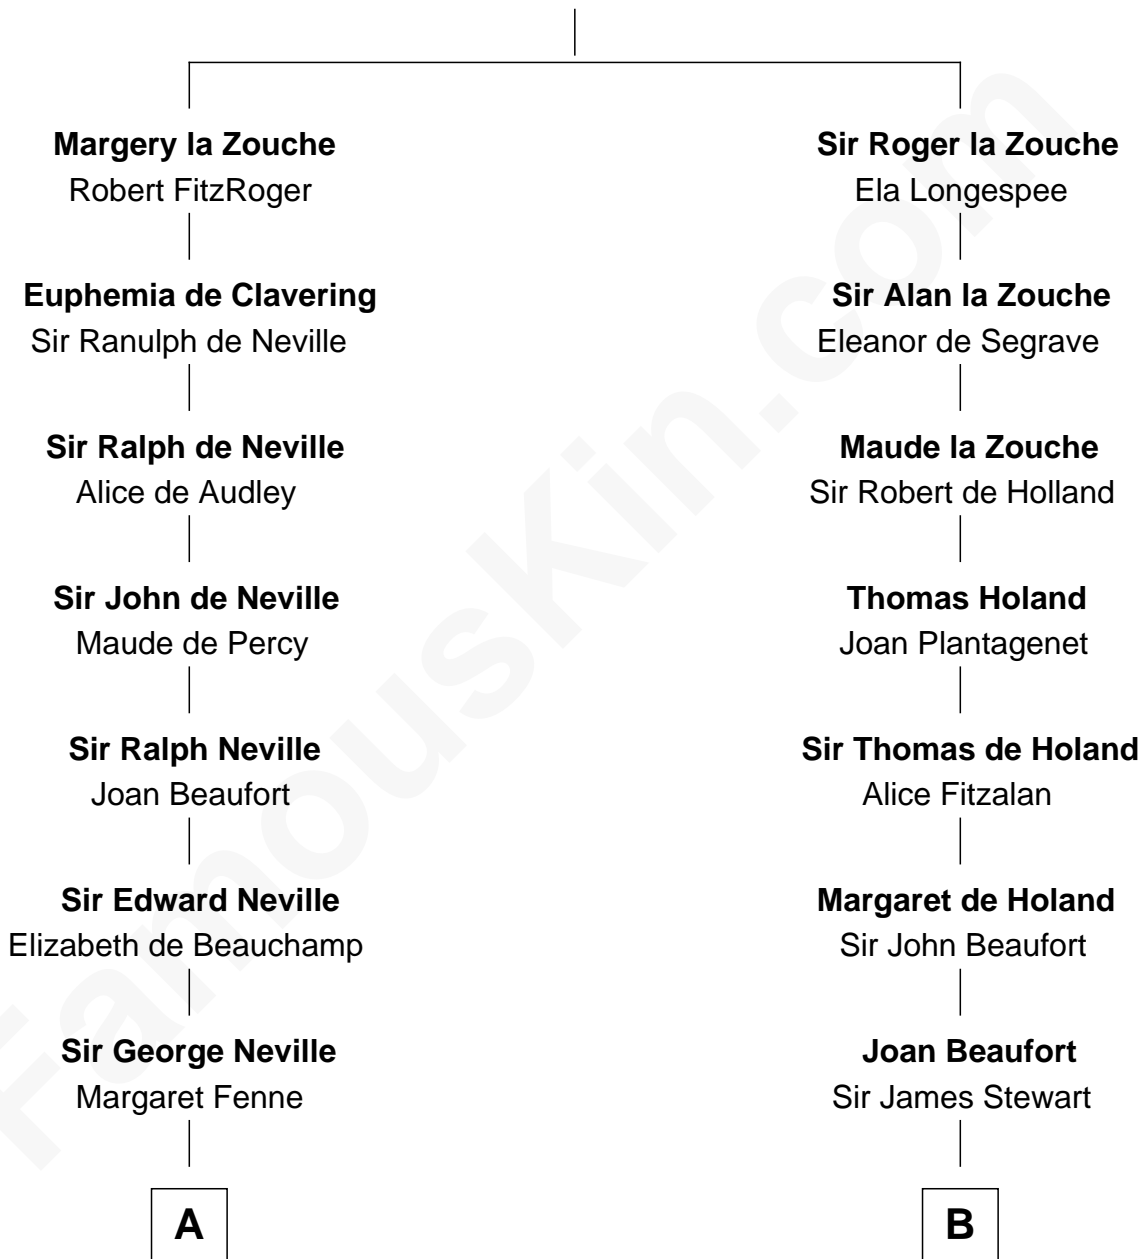 Margery la Zouche
Robert FitzRoger
Euphemia de Clavering
Sir Ranulph de Neville
Sir Ralph de Neville
Alice de Audley
Sir John de Neville
Maude de Percy
Sir Ralph Neville
Joan Beaufort
Sir Edward Neville
Elizabeth de Beauchamp
Sir George Neville
Margaret Fenne
A
Sir Roger la Zouche
Ela Longespee
Sir Alan la Zouche
Eleanor de Segrave
Maude la Zouche
Sir Robert de Holland
Thomas Holand
Joan Plantagenet
Sir Thomas de Holand
Alice Fitzalan
Margaret de Holand
Sir John Beaufort
Joan Beaufort
Sir James Stewart
B
FamousKin.com